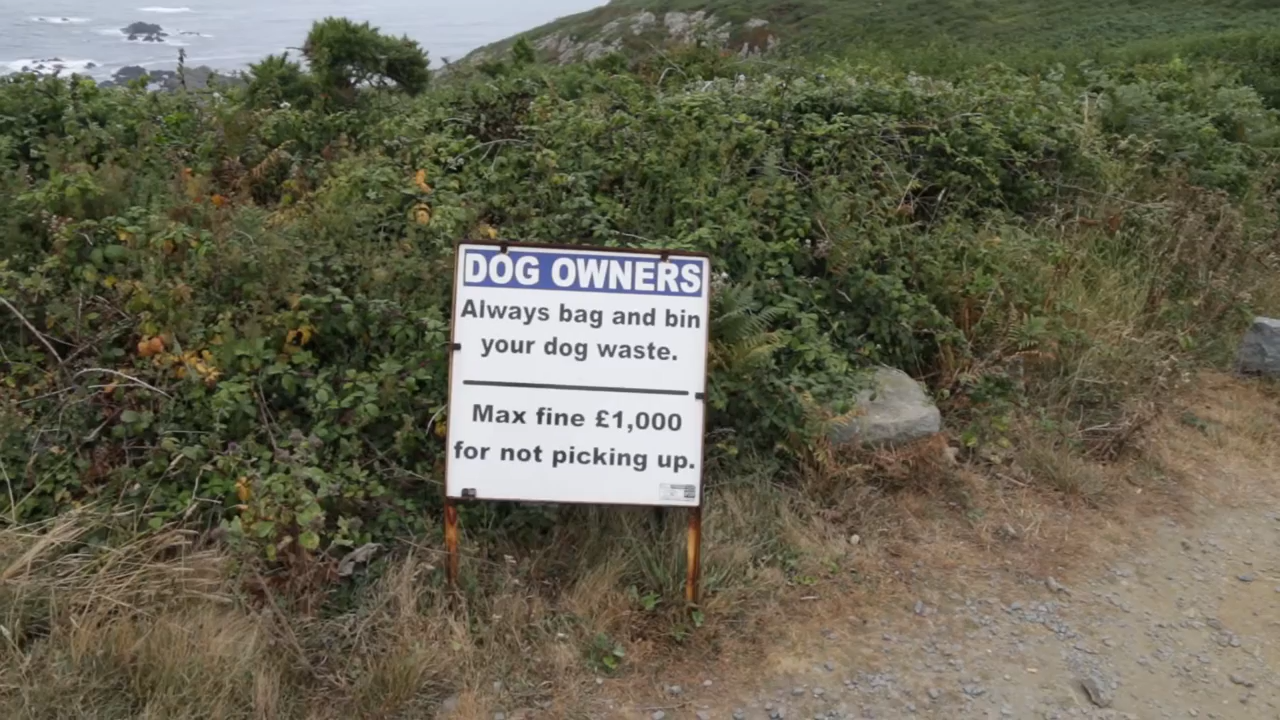 DOG OWNERS
Always bag and bin
your dog waste.
Max fine £1,000
for not picking up.